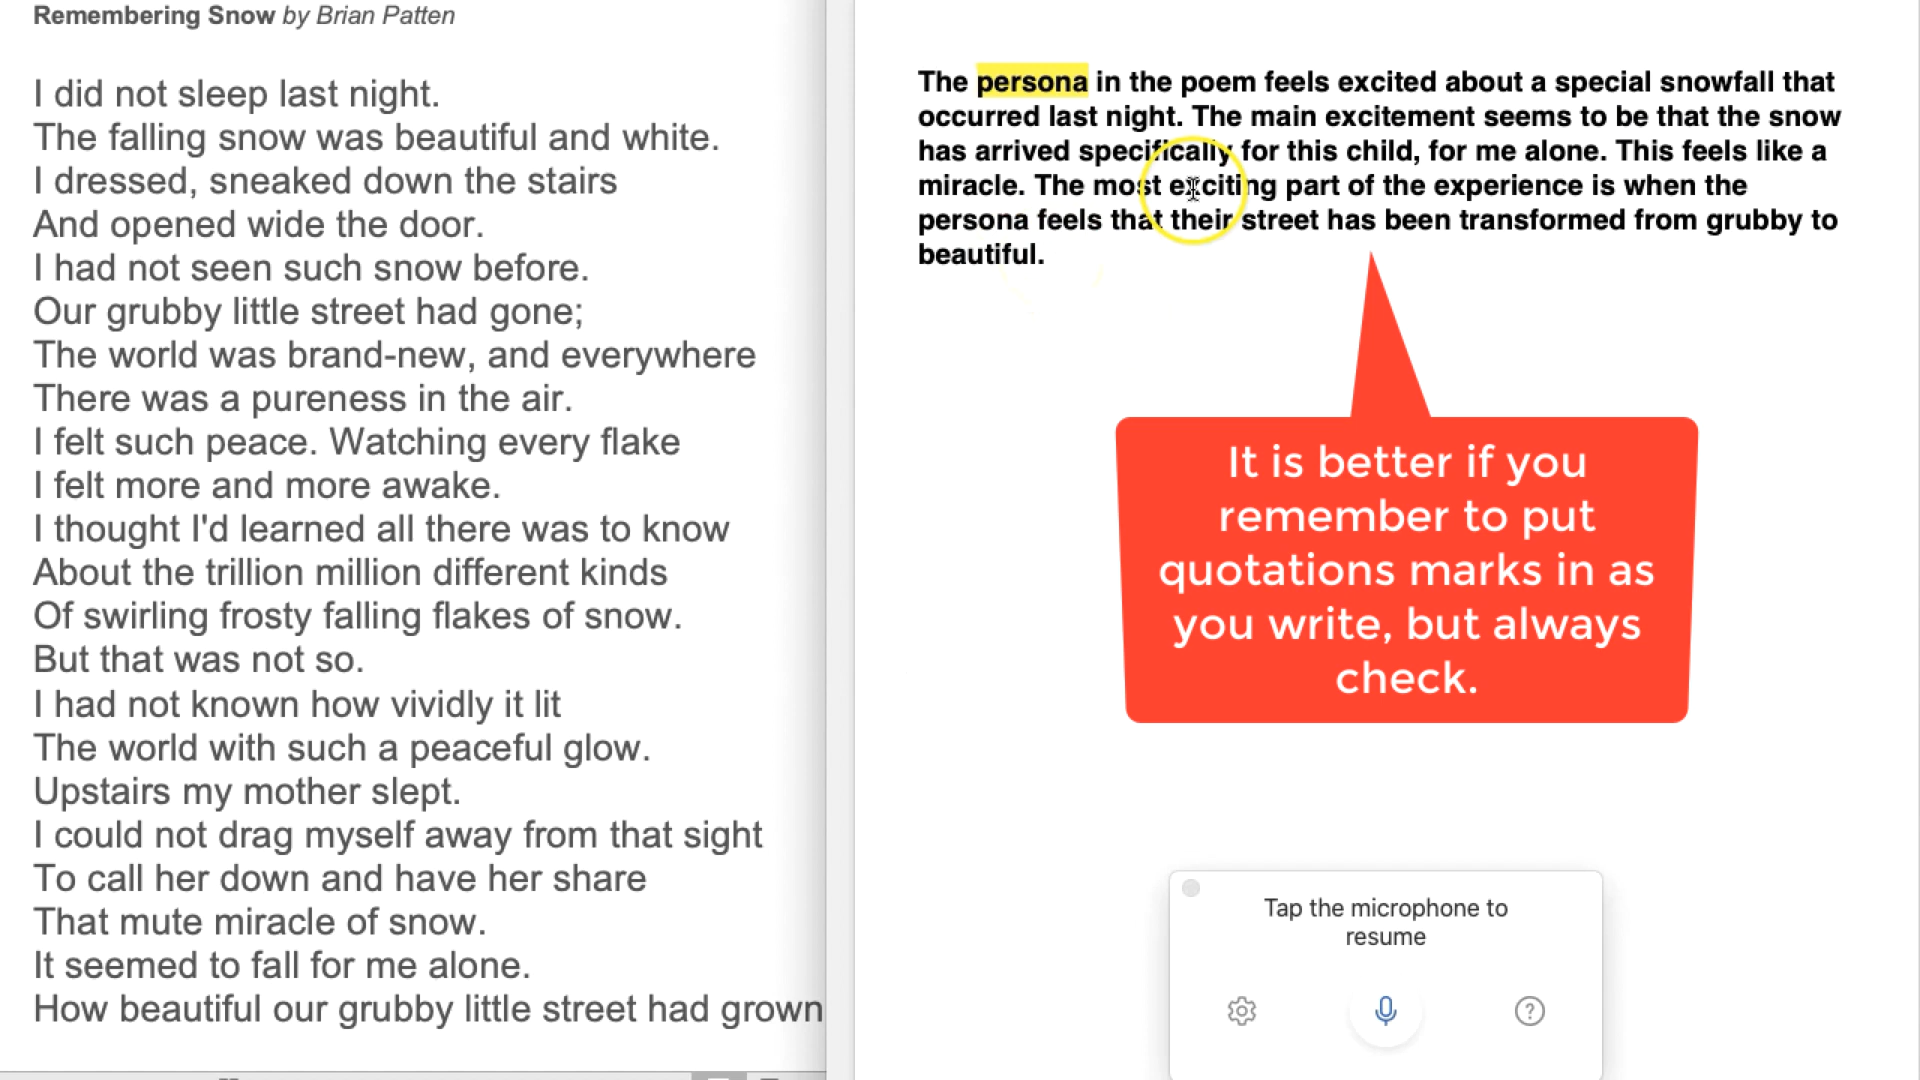 Remembering Snow by Brian Patten
I did not sleep last night.
The falling snow was beautiful and white.
I dressed, sneaked down the stairs
And opened wide the door.
I had not seen such snow before.
Our grubby little street had gone;
The world was brand-new, and everywhere
There was a pureness in the air.
I felt such peace. Watching every flake
I felt more and more awake.
I thought I'd learned all there was to know
About the trillion million different kinds
Of swirling frosty falling flakes of snow.
But that was not so.
I had not known how vividly it lit
The world with such a peaceful glow.
Upstairs my mother slept.
I could not drag myself away from that sight
To call her down and have her share
That mute miracle of snow.
It seemed to fall for me alone.
How beautiful our grubby little street had grown
The persona in the poem feels excited about a special snowfall that
occurred last night. The main excitement seems to be that the snow
has arrived specifically for this child, for me alone. This feels like a
miracle. The most exciting part of the experience is when the
persona feels that their street has been transformed from grubby to
beautiful.
It is better if you
remember to put
quotations marks in as
you write, but always
check.
Tap the microphone to
resume